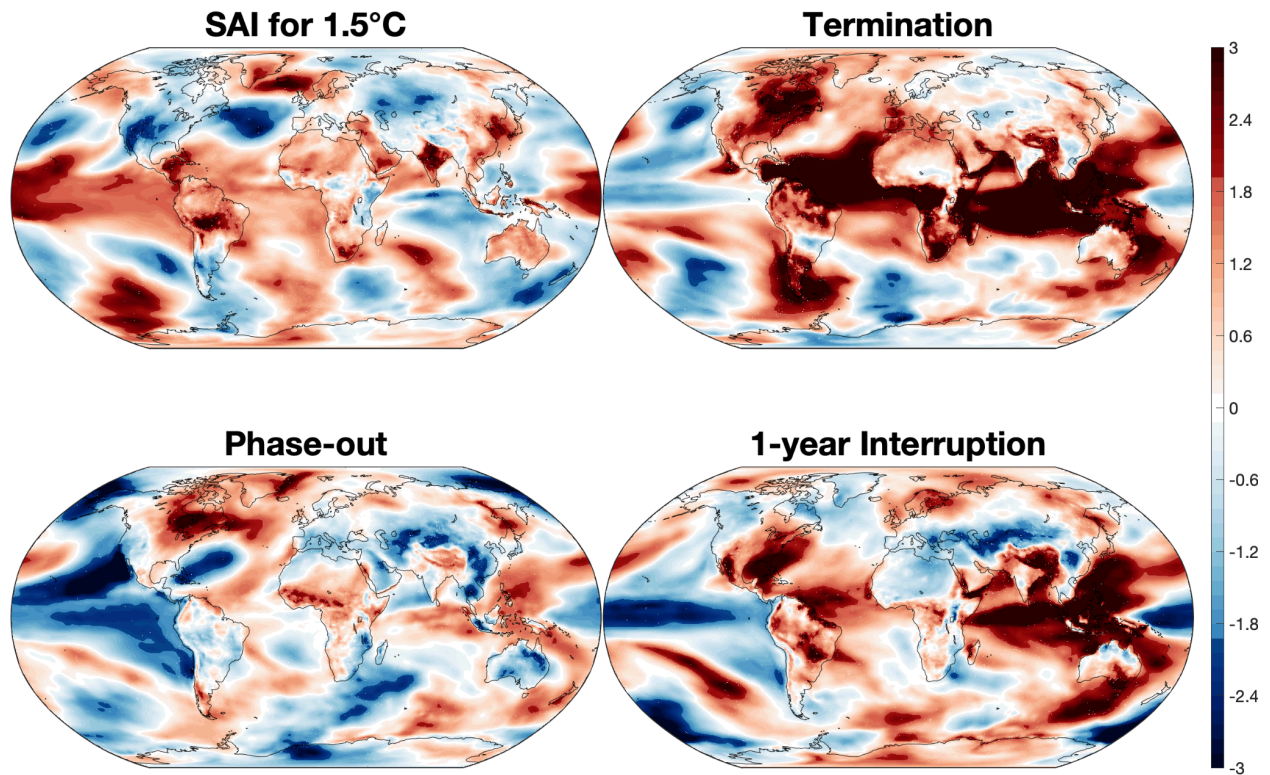 SAI for 1.5°C
Termination
3
2.4
1.8
1.2
0.6
0
-0.6
-1.2
-1.8
-2.4
-3
Phase-out
1-year Interruption